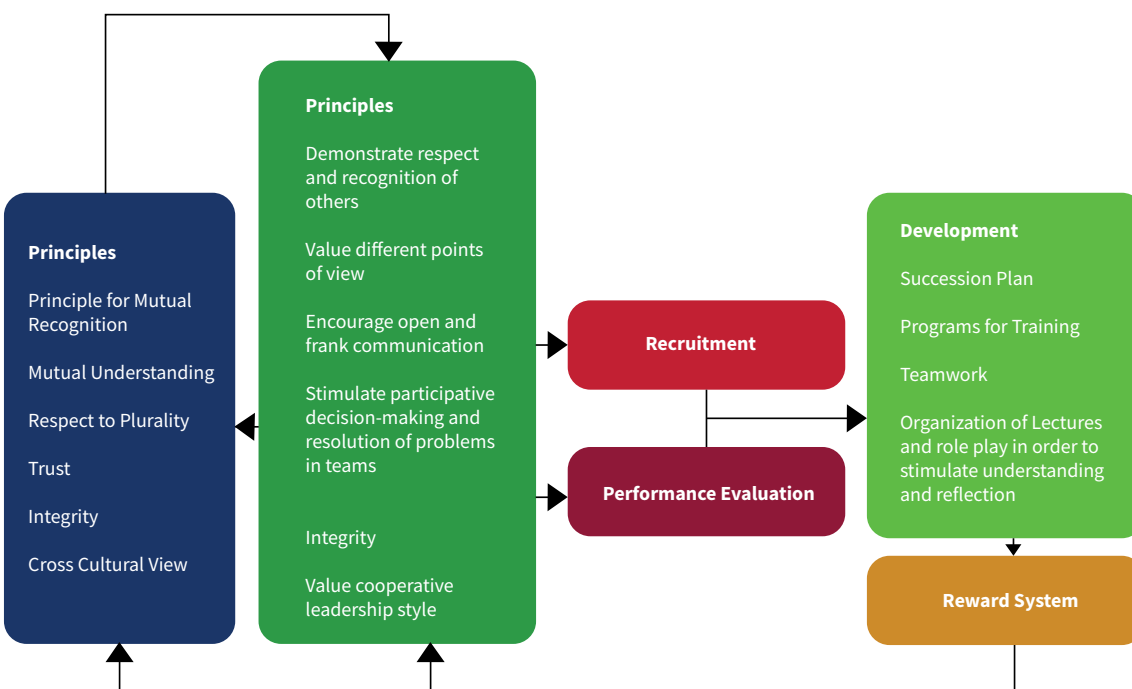 Principles
Principle for Mutual
Recognition
Mutual Understanding
Respect to Plurality
Trust
Integrity
Cross Cultural View
Principles
Demonstrate respect
and recognition of
others
Value different points
of view
Encourage open and
frank communication
Stimulate participative
decision-making and
resolution of problems
in teams
Integrity
Value cooperative
leadership style
Recruitment
Performance Evaluation
Development
Succession Plan
Programs for Training
Teamwork
Organization of Lectures
and role play in order to
stimulate understanding
and reflection
Reward System